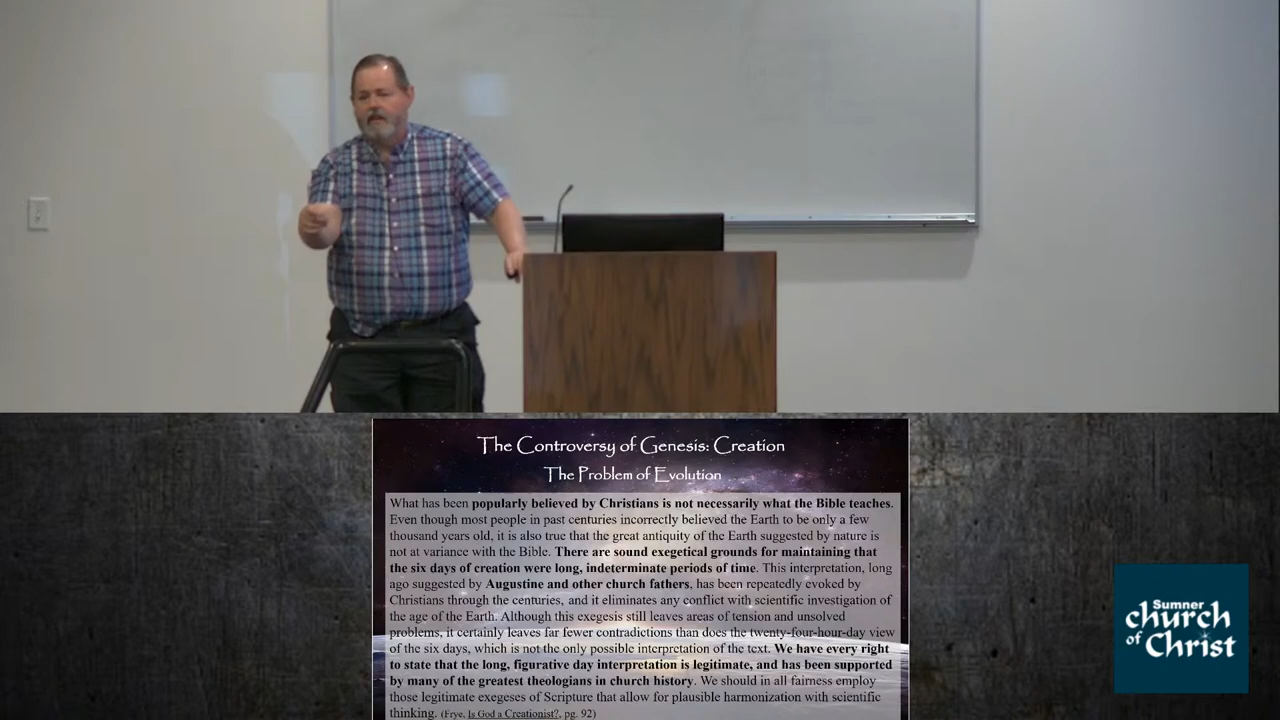 The Controversy of Genesis: Creation
The Problem of Evolution
What has been popularly believed by Christians is not necessarily what the Bible teaches.
Even though most people in past centuries incorrectly believed the Earth to be only a few
thousand years old, it is also true that the great antiquity of the Earth suggested by nature is
not at variance with the Bible. There are sound exegetical grounds for maintaining that
the six days of creation were long, indeterminate periods of time. This interpretation, long
ago suggested by Augustine and other church fathers, has been repeatedly evoked by
Christians through the centuries, and it eliminates any conflict with scientific investigation of
the age of the Earth. Although this exegesis still leaves areas of tension and unsolved
problems, it certainly leaves far fewer contradictions than does the twenty-four-hour-day view
of the six days, which is not the only possible interpretation of the text. We have every right
to state that the long, figurative day interpretation is legitimate, and has been supported
by many of the greatest theologians in church history. We should in all fairness employ
those legitimate exegeses of Scripture that allow for plausible harmonization with scientific
thinking. (Frye, Is God a Creationist?, pg. 92)
Sumner
church
of Christ